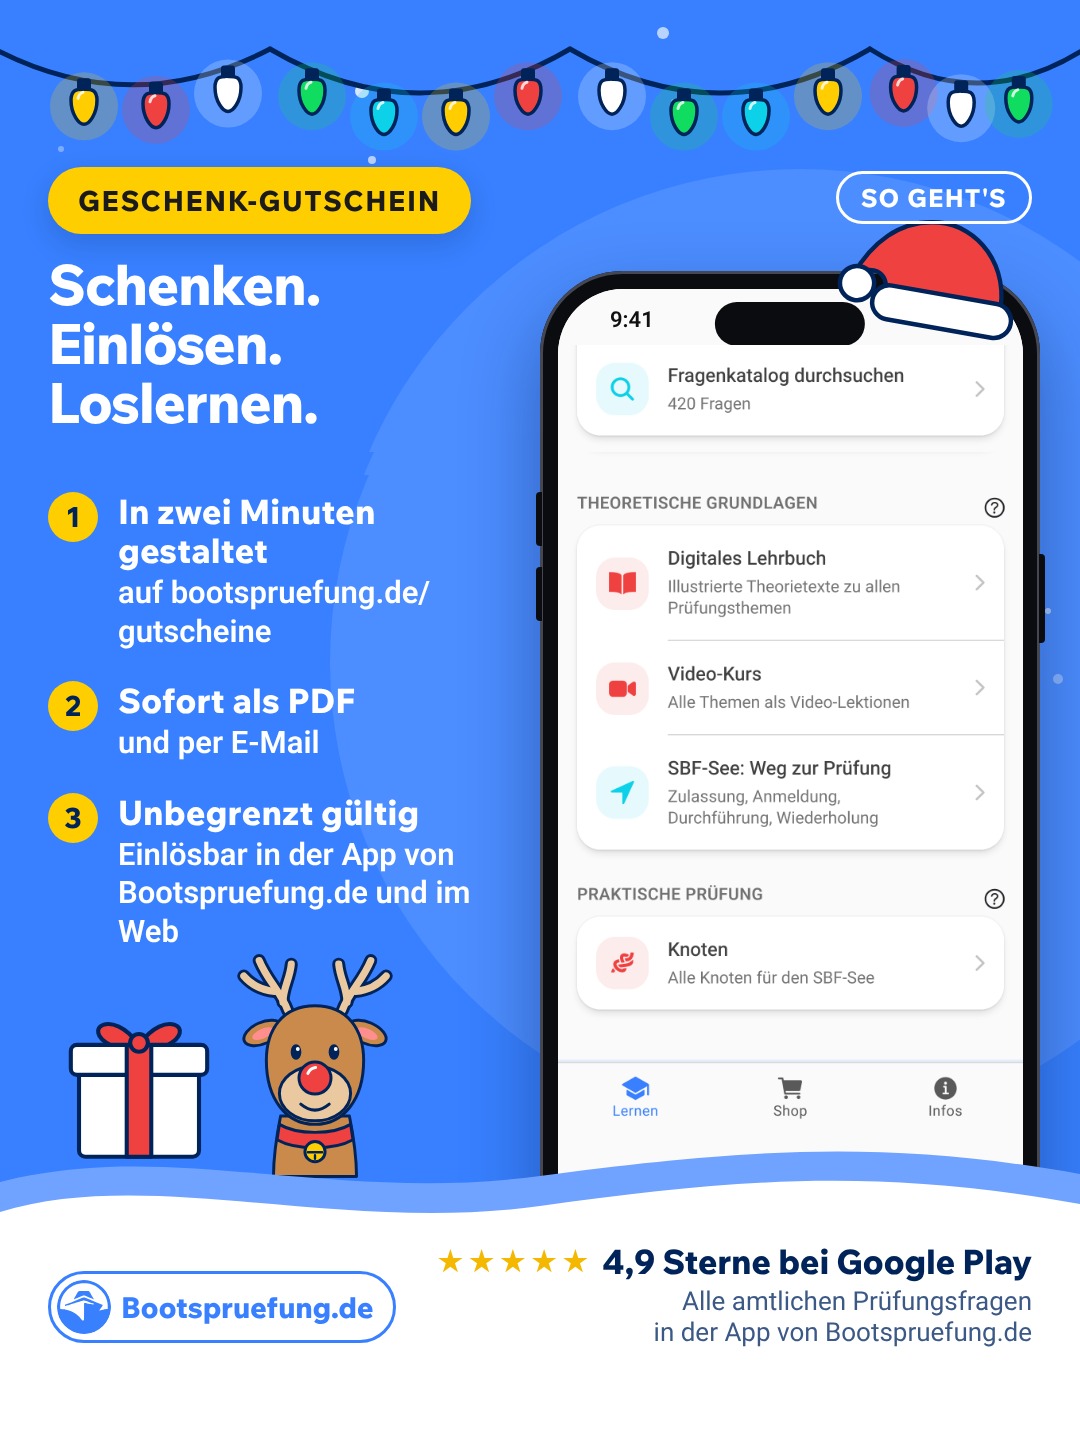 GESCHENK-GUTSCHEIN
SO GEHT'S
Schenken.
Einlösen.
Loslernen.
1
In zwei Minuten
gestaltet
auf bootspruefung.de/
gutscheine
2
Sofort als PDF
und per E-Mail
3
Unbegrenzt gültig
Einlösbar in der App von
Bootspruefung.de und im
Web
9:41
Fragenkatalog durchsuchen
420 Fragen
THEORETISCHE GRUNDLAGEN
Digitales Lehrbuch
Illustrierte Theorietexte zu allen
Prüfungsthemen
Video-Kurs
Alle Themen als Video-Lektionen
SBF-See: Weg zur Prüfung
Zulassung, Anmeldung,
Durchführung, Wiederholung
PRAKTISCHE PRÜFUNG
Knoten
Alle Knoten für den SBF-See
Lernen
Shop
Infos
Bootspruefung.de
★★★★★ 4,9 Sterne bei Google Play
Alle amtlichen Prüfungsfragen
in der App von Bootspruefung.de